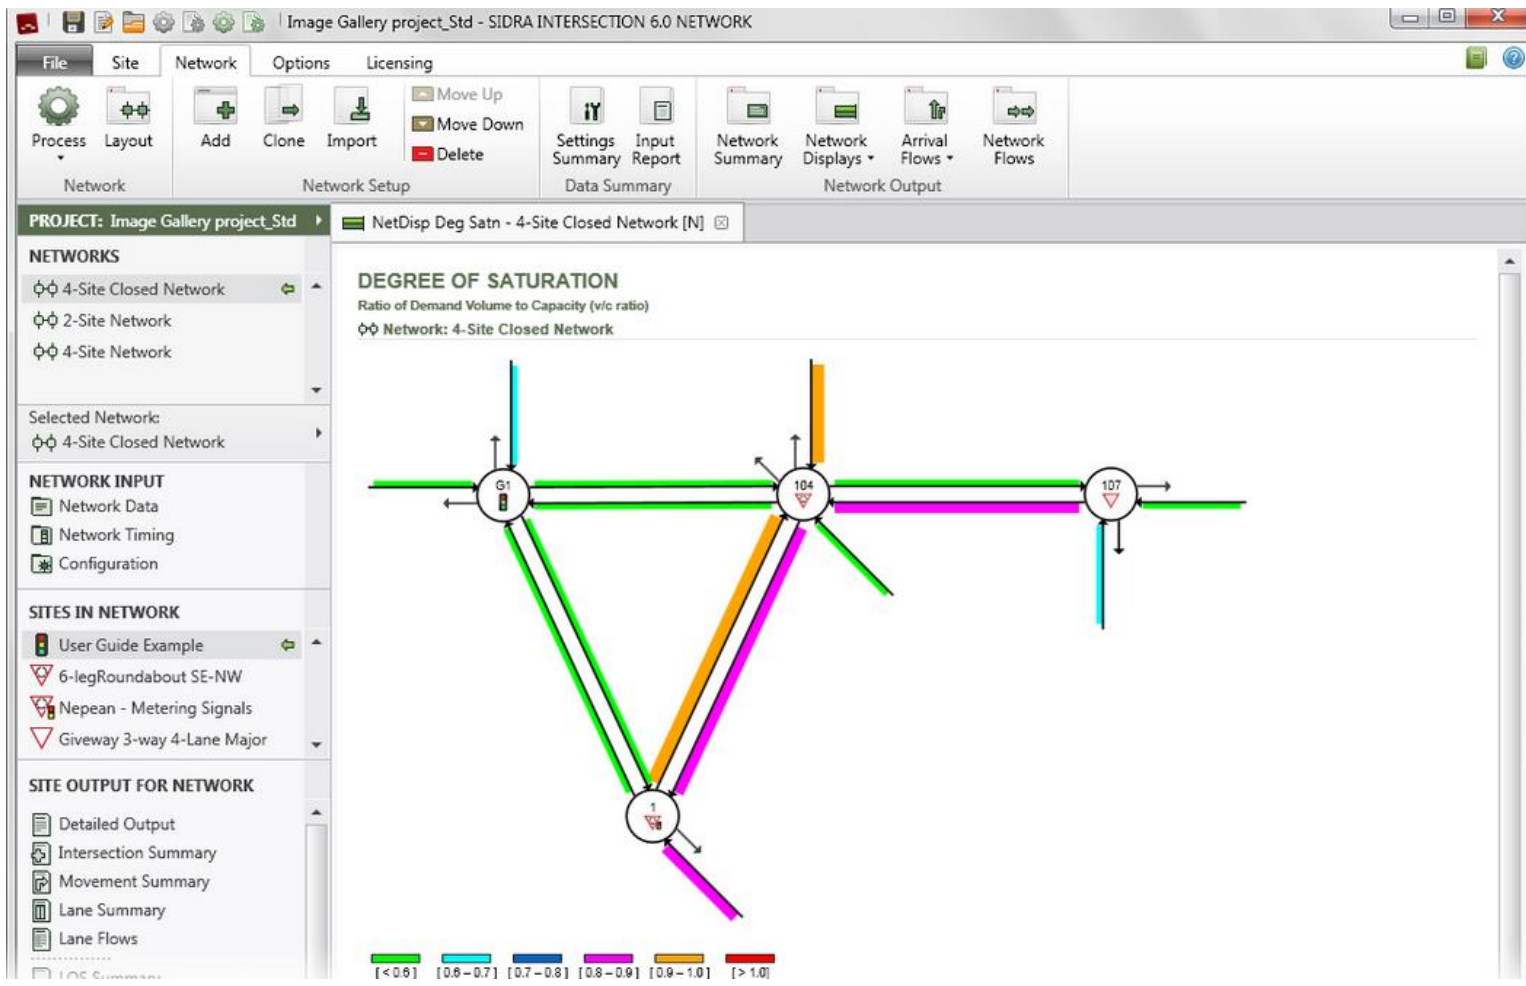 Image Gallery project_Std - SIDRA INTERSECTION 6.0 NETWORK
File Site Network Options Licensing
Process
Layout
Add
Clone
Import
Move Up
Move Down
Delete
Settings Summary
Input Report
Network Summary
Network Displays
Arrival Flows
Network Flows
Network Network Setup Data Summary Network Output
PROJECT: Image Gallery project_Std
NetDisp Deg Satn - 4-Site Closed Network [N]
NETWORKS
4-Site Closed Network
2-Site Network
4-Site Network
Selected Network:
4-Site Closed Network
NETWORK INPUT
Network Data
Network Timing
Configuration
SITES IN NETWORK
User Guide Example
6-legRoundabout SE-NW
Nepean - Metering Signals
Giveway 3-way 4-Lane Major
SITE OUTPUT FOR NETWORK
Detailed Output
Intersection Summary
Movement Summary
Lane Summary
Lane Flows
LOS Summary
DEGREE OF SATURATION
Ratio of Demand Volume to Capacity (v/c ratio)
Network: 4-Site Closed Network
G1
104
107
1
[ < 0.6 ] [ 0.6 – 0.7 ] [ 0.7 – 0.8 ] [ 0.8 – 0.9 ] [ 0.9 – 1.0 ] [ > 1.0 ]